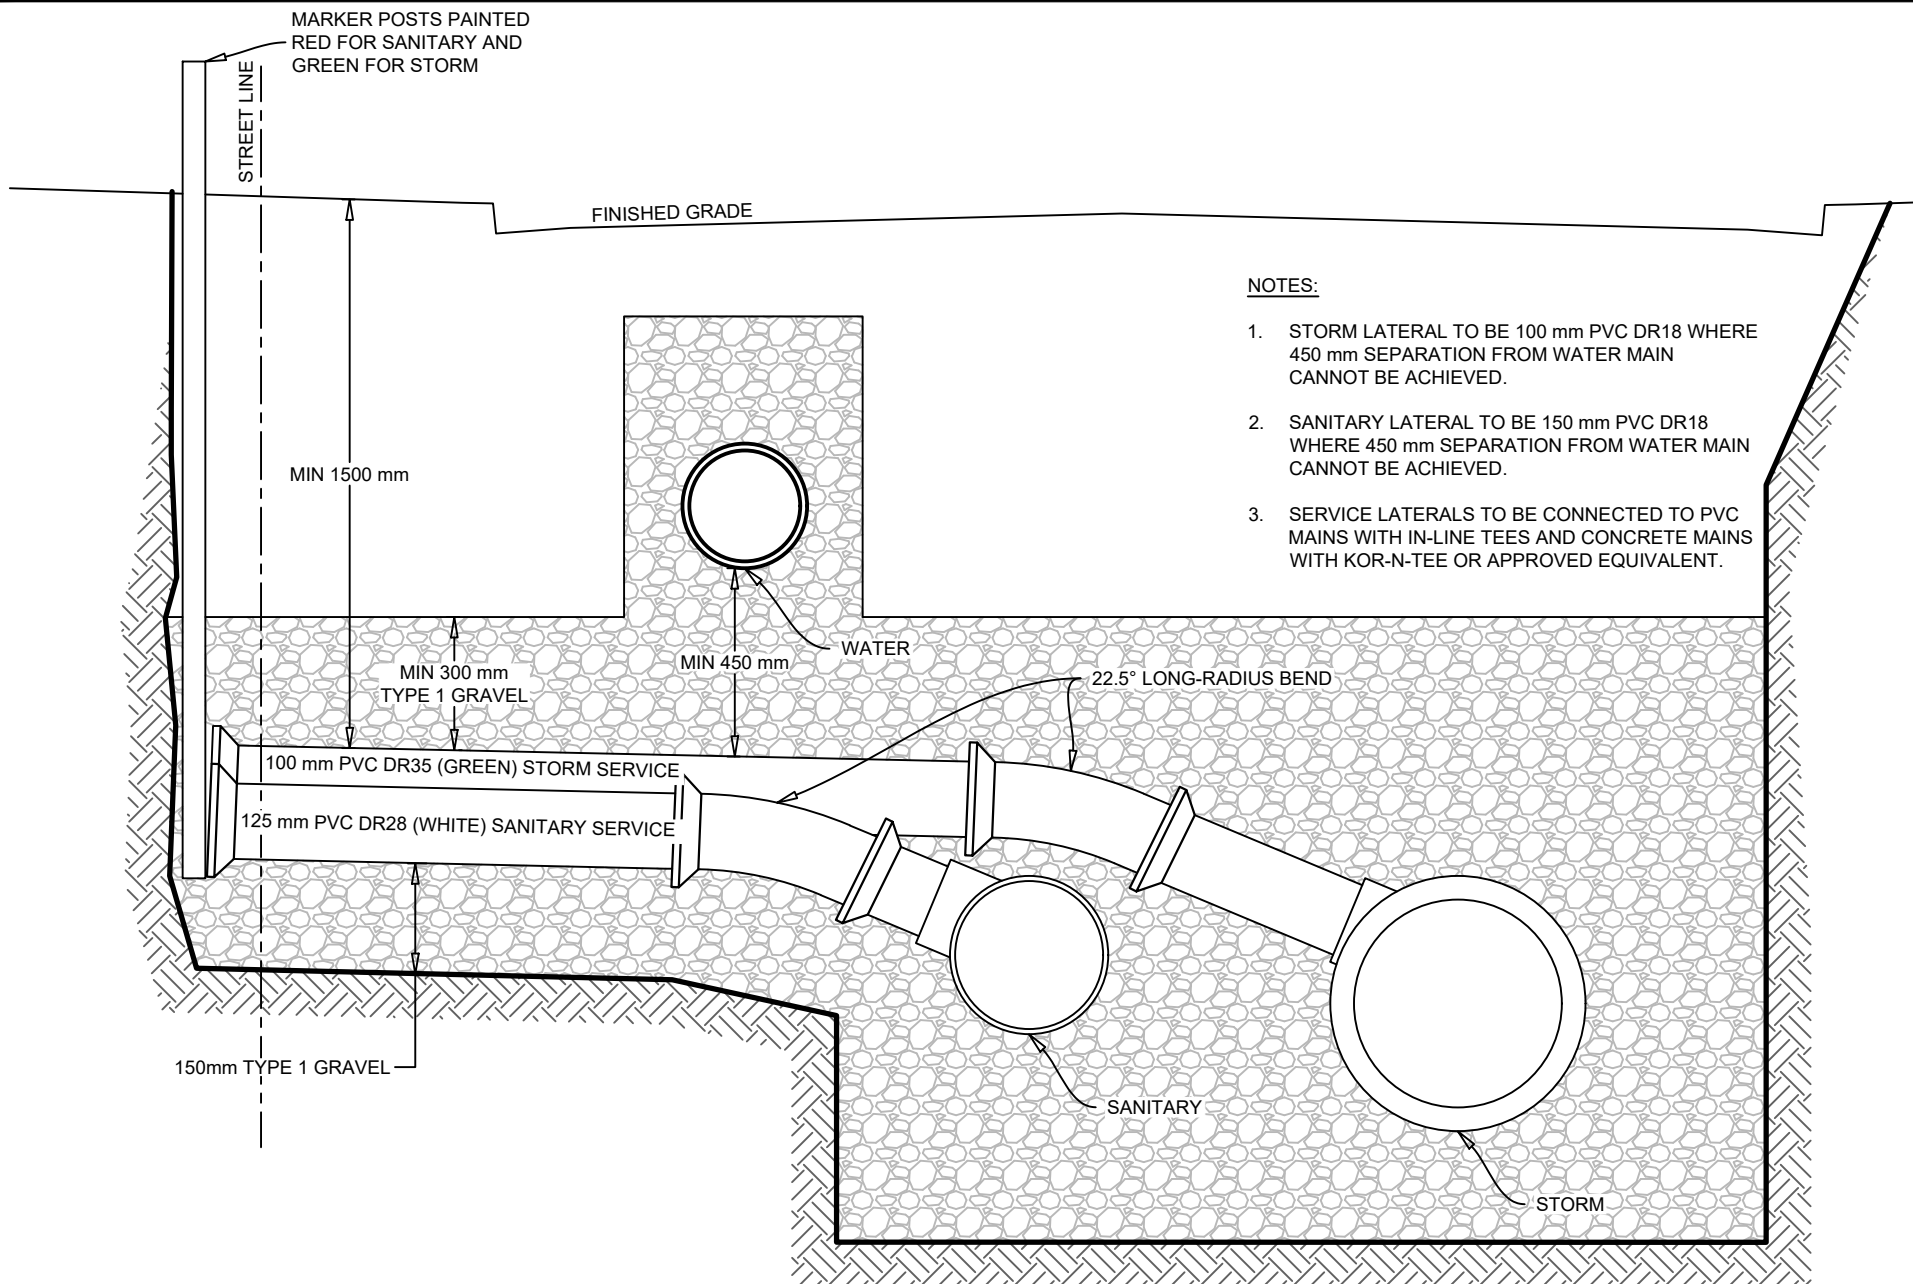 MARKER POSTS PAINTED
RED FOR SANITARY AND
GREEN FOR STORM
STREET LINE
FINISHED GRADE
NOTES:
1. STORM LATERAL TO BE 100 mm PVC DR18 WHERE
450 mm SEPARATION FROM WATER MAIN
CANNOT BE ACHIEVED.
2. SANITARY LATERAL TO BE 150 mm PVC DR18
WHERE 450 mm SEPARATION FROM WATER MAIN
CANNOT BE ACHIEVED.
3. SERVICE LATERALS TO BE CONNECTED TO PVC
MAINS WITH IN-LINE TEES AND CONCRETE MAINS
WITH KOR-N-TEE OR APPROVED EQUIVALENT.
MIN 1500 mm
WATER
MIN 300 mm
TYPE 1 GRAVEL
MIN 450 mm
22.5° LONG-RADIUS BEND
100 mm PVC DR35 (GREEN) STORM SERVICE
125 mm PVC DR28 (WHITE) SANITARY SERVICE
150mm TYPE 1 GRAVEL
SANITARY
STORM